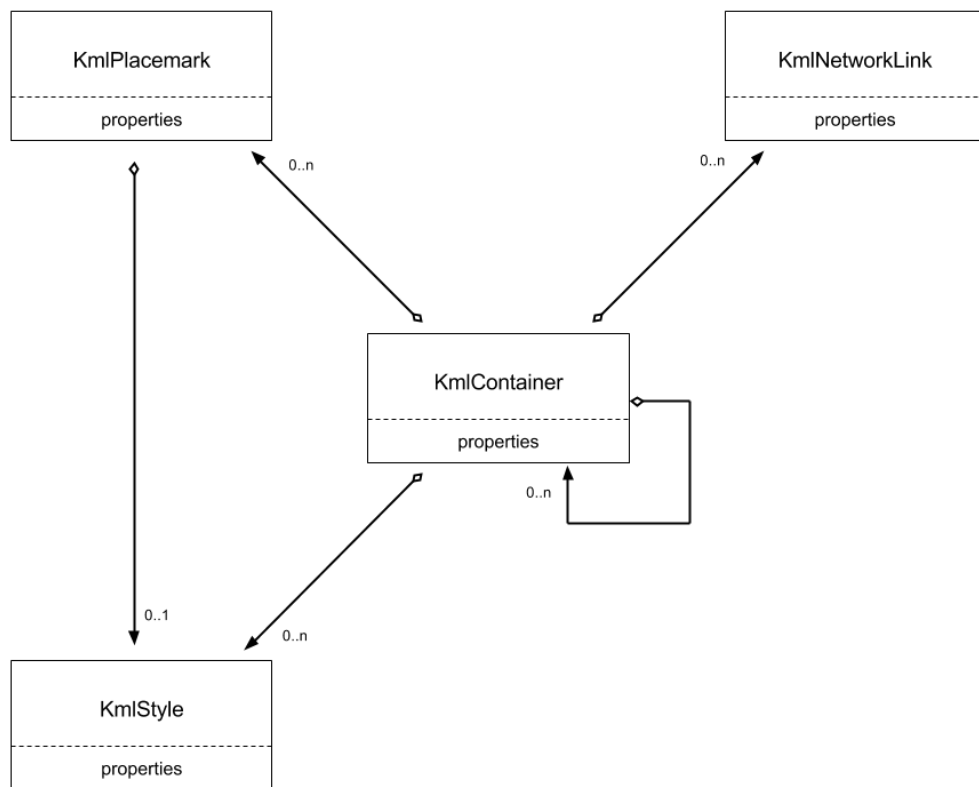 KmlPlacemark
properties
KmlNetworkLink
properties
0..n
0..n
KmlContainer
properties
0..n
0..1
0..n
KmlStyle
properties